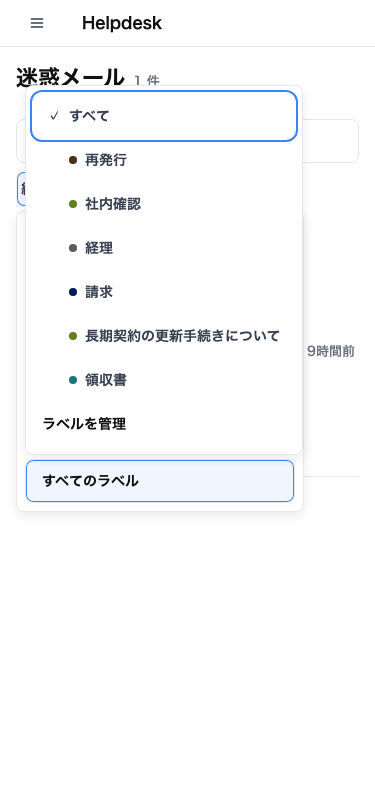 Helpdesk
迷惑メール 1 件
すべて
再発行
社内確認
経理
請求
長期契約の更新手続きについて
9時間前
領収書
ラベルを管理
すべてのラベル